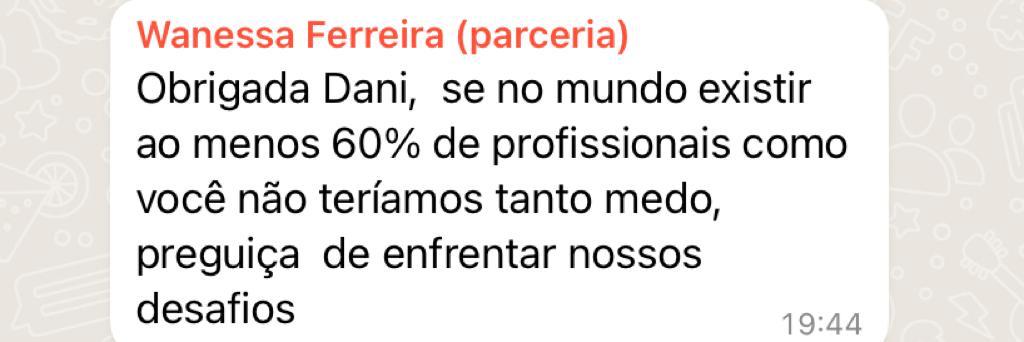 Wanessa Ferreira (parceria)
Obrigada Dani,  se no mundo existir
ao menos 60% de profissionais como
você não teríamos tanto medo,
preguiça  de enfrentar nossos
desafios
19:44